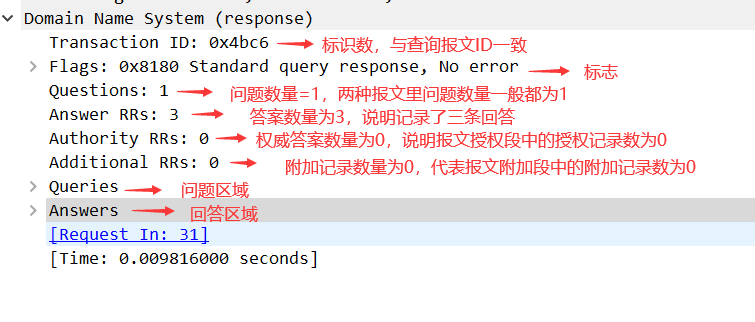 Domain Name System (response)
Transaction ID: 0x4bc6 标识数，与查询报文ID一致
Flags: 0x8180 Standard query response, No error 标志
Questions: 1 问题数量=1，两种报文里问题数量一般都为1
Answer RRs: 3 答案数量为3，说明记录了三条回答
Authority RRs: 0 权威答案数量为0，说明报文授权段中的授权记录数为0
Additional RRs: 0 附加记录数量为0，代表报文附加段中的附加记录数为0
Queries 问题区域
Answers 回答区域
[Request In: 31]
[Time: 0.009816000 seconds]